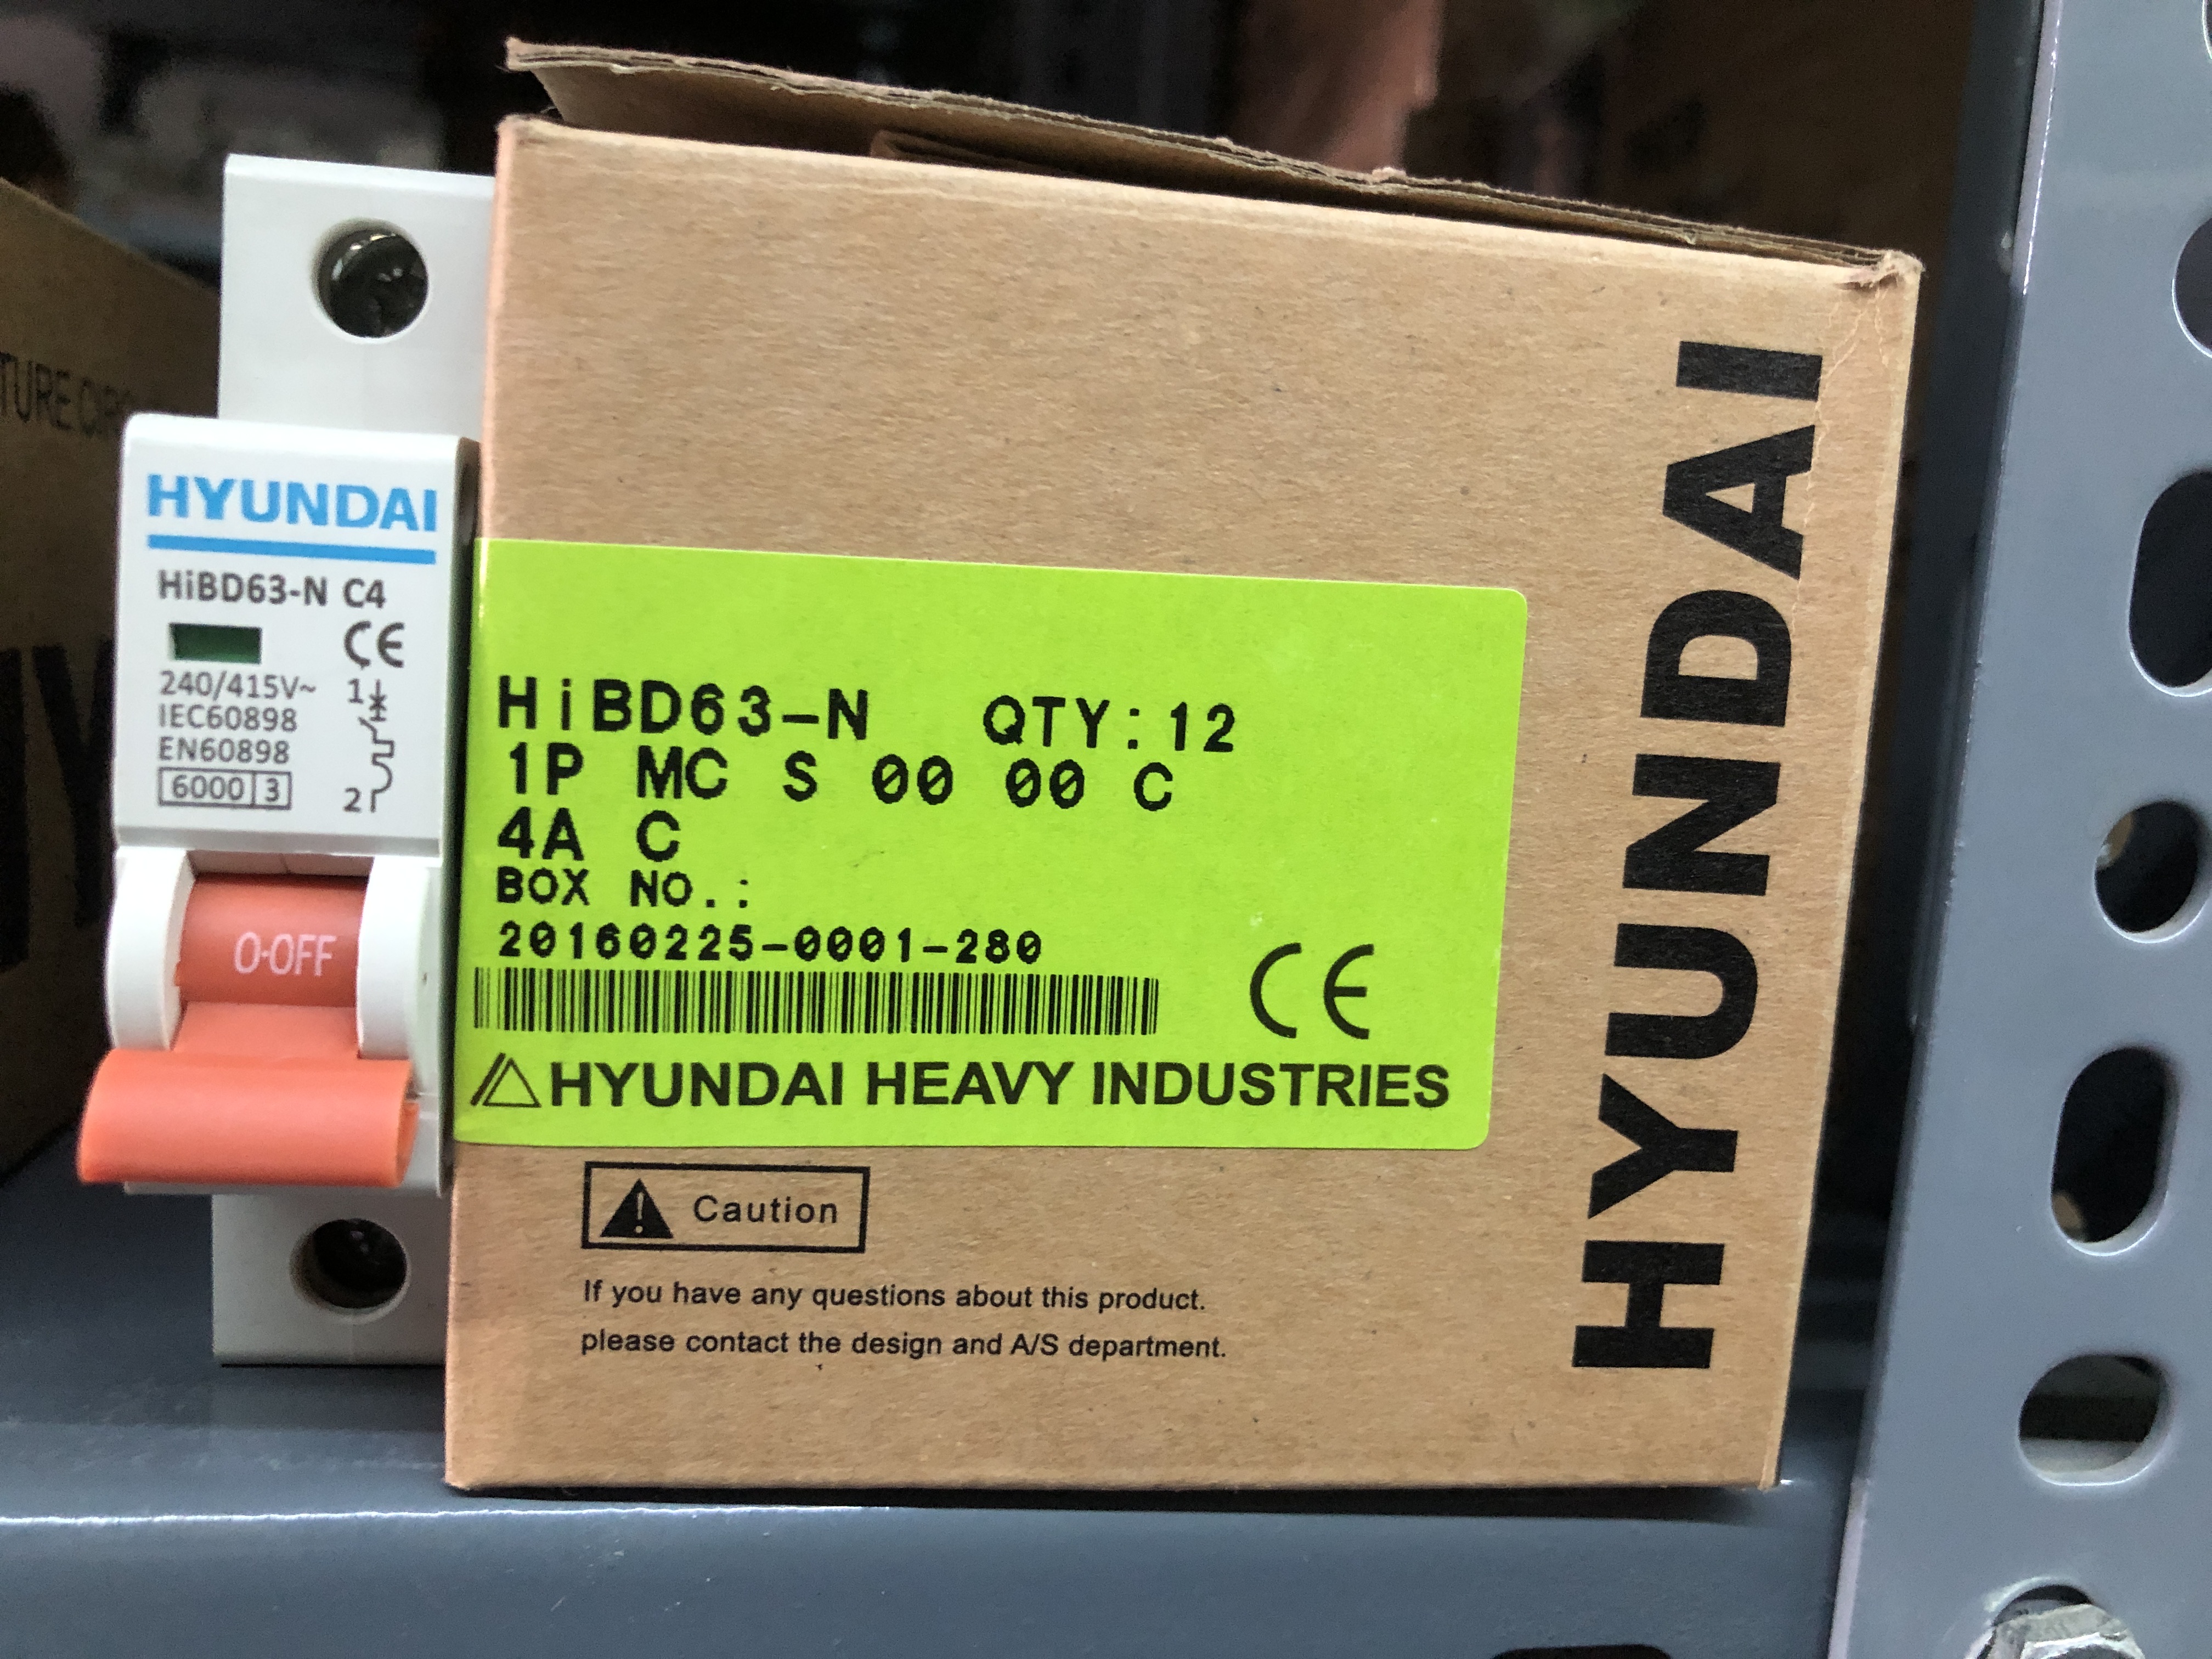 HYUNDAI
HiBD63-N C4
CE
240/415V~
IEC60898
EN60898
6000 3
1
2
O-OFF
HiBD63-N QTY:12
1P MC S 00 00 C
4A C
BOX NO.:
20160225-0001-280
CE
HYUNDAI HEAVY INDUSTRIES
Caution
If you have any questions about this product.
please contact the design and A/S department.
HYUNDAI